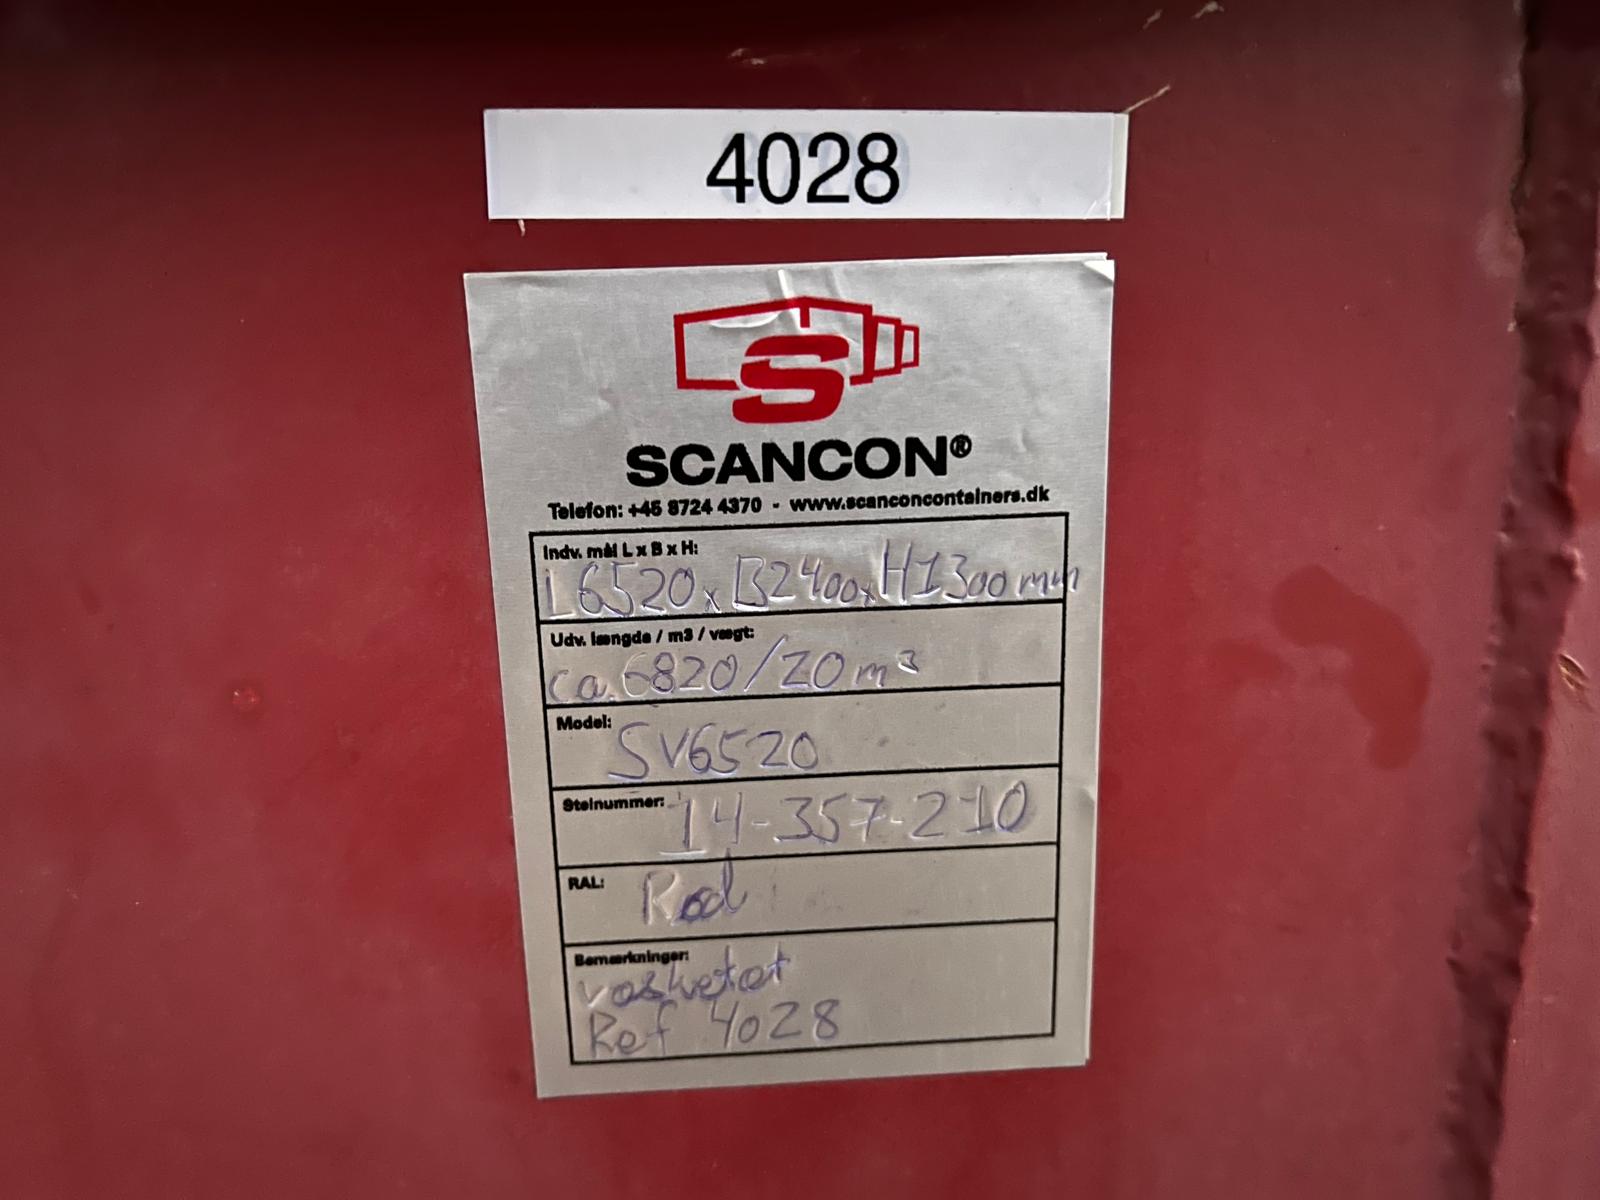 4028
S
SCANCON®
Telefon: +45 8724 4370 - www.scanconcontainers.dk
Indv. mål L x B x H:
L6520 x B2400 x H1300 mm
Udv. længde / m3 / vægt:
ca. 6820/20 m³
Model:
SV6520
Stelnummer: 14-357-210
RAL: Rød
Bemærkninger:
vasketæt
Ref 4028